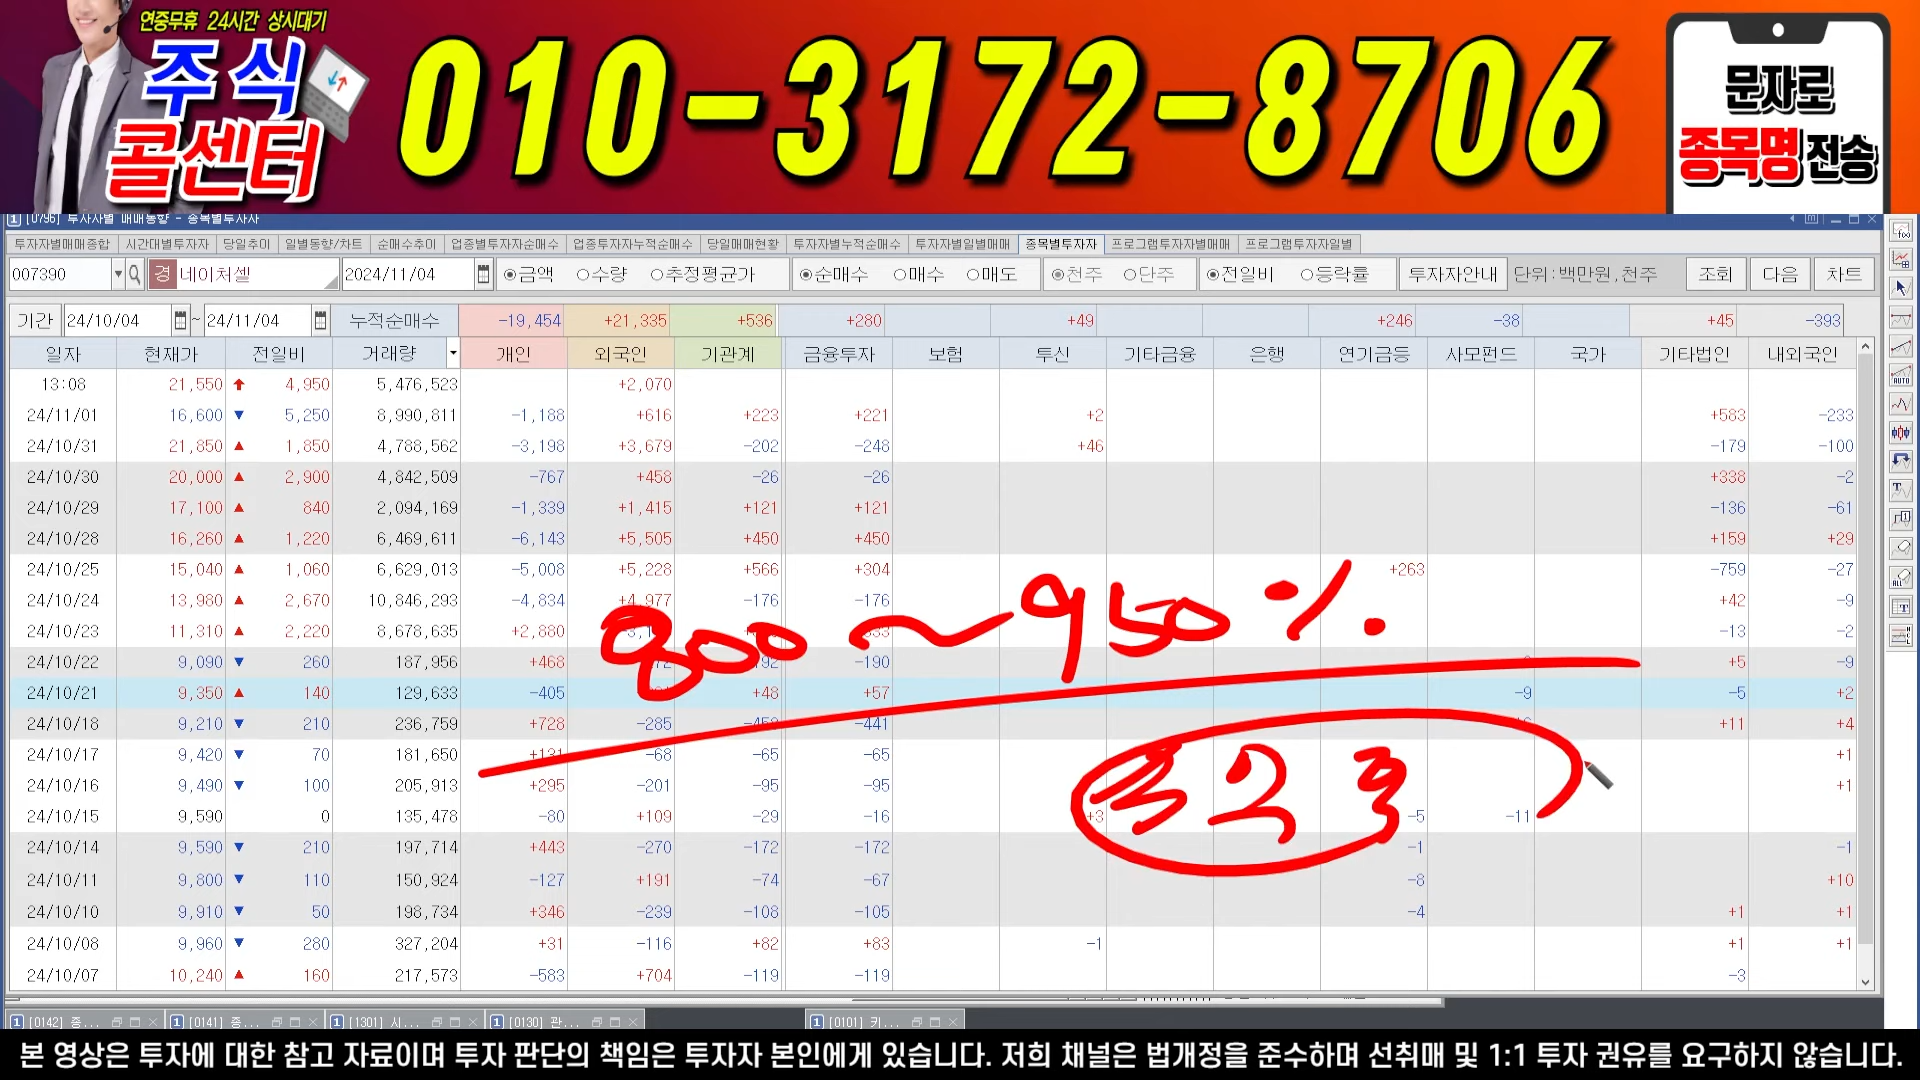 연중무휴 24시간 상시대기
주식
콜센터
010-3172-8706
문자로
종목명 전송
1 [0796] 투자자별 매매동향 - 종목별투자자
투자자별매매종합 시간대별투자자 당일추이 일별동향/차트 순매수추이 업종별투자자순매수 업종투자자누적순매수 당일매매현황 투자자별누적순매수 투자자별일별매매 종목별투자자 프로그램투자자별매매 프로그램투자자일별
007390 경 네이처셀 2024/11/04 금액 수량 추정평균가 순매수 매수 매도 천주 단주 전일비 등락률 투자자안내 단위:백만원,천주 조회 다음 차트
기간 24/10/04 ~ 24/11/04 누적순매수 -19,454 +21,335 +536 +280 +49 +246 -38 +45 -393
일자 현재가 전일비 거래량 개인 외국인 기관계 금융투자 보험 투신 기타금융 은행 연기금등 사모펀드 국가 기타법인 내외국인
13:08 21,550 4,950 5,476,523 +2,070
24/11/01 16,600 ▼ 5,250 8,990,811 -1,188 +616 +223 +221 +2 +583 -233
24/10/31 21,850 ▲ 1,850 4,788,562 -3,198 +3,679 -202 -248 +46 -179 -100
24/10/30 20,000 ▲ 2,900 4,842,509 -767 +458 -26 -26 +338 -2
24/10/29 17,100 ▲ 840 2,094,169 -1,339 +1,415 +121 +121 -136 -61
24/10/28 16,260 ▲ 1,220 6,469,611 -6,143 +5,505 +450 +450 +159 +29
24/10/25 15,040 ▲ 1,060 6,629,013 -5,008 +5,228 +566 +304 +263 -759 -27
24/10/24 13,980 ▲ 2,670 10,846,293 -4,834 +4,977 -176 -176 +42 -9
24/10/23 11,310 ▲ 2,220 8,678,635 +2,880 -13 -2
800~950%.
24/10/22 9,090 ▼ 260 187,956 +468 -190 +5 -9
24/10/21 9,350 ▲ 140 129,633 -405 +48 +57 -9 -5 +2
24/10/18 9,210 ▼ 210 236,759 +728 -285 -441 +11 +4
24/10/17 9,420 ▼ 70 181,650 +131 -68 -65 -65 +1
24/10/16 9,490 ▼ 100 205,913 +295 -201 -95 -95 +1
24/10/15 9,590 0 135,478 -80 +109 -29 -16 +3 -5 -11
24/10/14 9,590 ▼ 210 197,714 +443 -270 -172 -172 -1 -1
24/10/11 9,800 ▼ 110 150,924 -127 +191 -74 -67 -8 +10
24/10/10 9,910 ▼ 50 198,734 +346 -239 -108 -105 -4 +1 +1
24/10/08 9,960 ▼ 280 327,204 +31 -116 +82 +83 -1 +1 +1
24/10/07 10,240 ▲ 160 217,573 -583 +704 -119 -119 -3
1 [0142] 종... 1 [0141] 종... 1 [1301] 시... 1 [0130] 관... 1 [0101] 키...
본 영상은 투자에 대한 참고 자료이며 투자 판단의 책임은 투자자 본인에게 있습니다. 저희 채널은 법개정을 준수하며 선취매 및 1:1 투자 권유를 요구하지 않습니다.